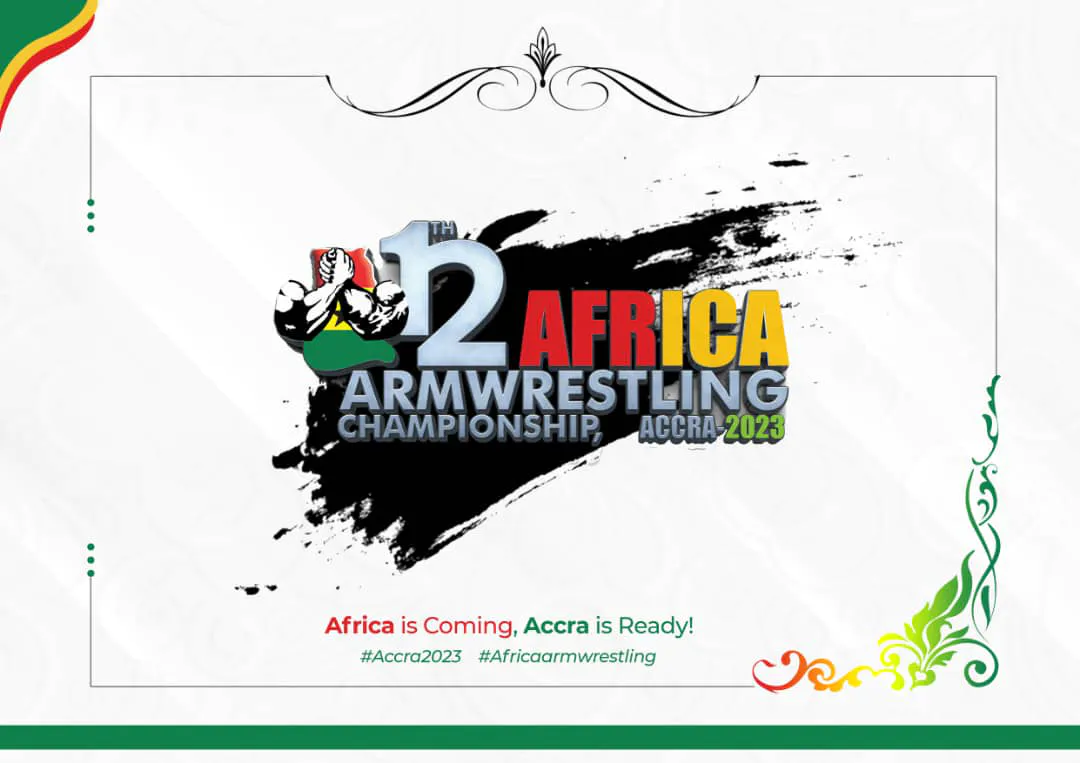 12TH
AFRICA
ARMWRESTLING
CHAMPIONSHIP, ACCRA-2023
Africa is Coming, Accra is Ready!
#Accra2023 #Africaarmwrestling